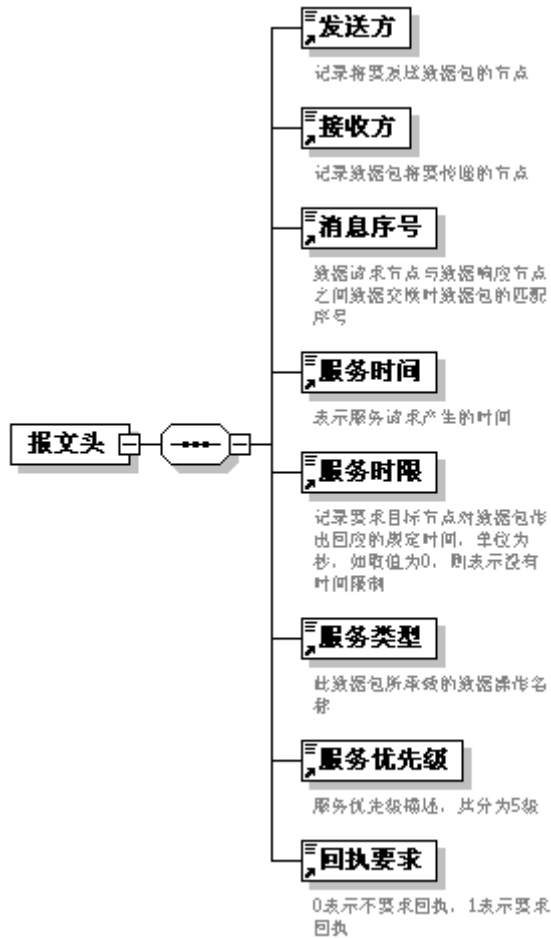 发送方
记录将要发送数据包的节点
接收方
记录数据包将要传递的节点
消息序号
数据请求节点与数据响应节点
之间数据交换时数据包的匹配
序号
服务时间
表示服务请求产生的时间
报文头
服务时限
记录要求目标节点对数据包作
出回应的规定时间，单位为
秒，如取值为0，则表示没有
时间限制
服务类型
此数据包所承载的数据操作名
称
服务优先级
服务优先级描述，共分为5级
回执要求
0表示不要求回执，1表示要求
回执